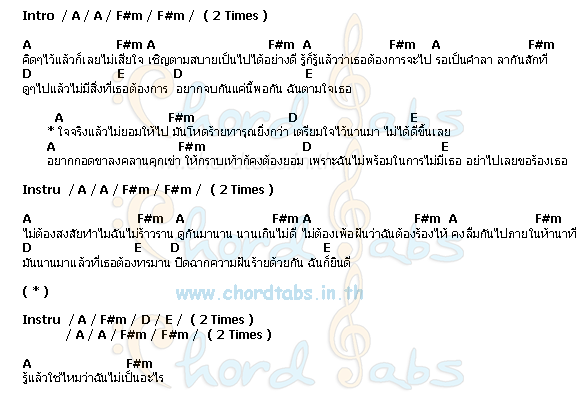 Intro / A / A / F#m / F#m / ( 2 Times )
A F#m A F#m A F#m A F#m
คิดๆไว้แล้วก็เลยไม่เสียใจ เชิญตามสบายเป็นไปได้อย่างดี รู้ก็รู้แล้วว่าเธอต้องการจะไป รอเป็นคำลา ลากันสักที
D E D E
ดูๆไปแล้วไม่มีสิ่งที่เธอต้องการ อยากจบกันแค่นี้พอกัน ฉันตามใจเธอ
A F#m D E
* ใจจริงแล้วไม่ยอมให้ไป มันโหดร้ายทารุณยิ่งกว่า เตรียมใจไว้นานมา ไม่ได้ดีขึ้นเลย
A F#m D E
อยากกอดขาลงคลานคุกเข่า ให้กราบเท้าก็คงต้องยอม เพราะฉันไม่พร้อมในการไม่มีเธอ อย่าไปเลยขอร้องเธอ
Instru / A / A / F#m / F#m / ( 2 Times )
A F#m A F#m A F#m A F#m
ไม่ต้องสงสัยทำไมฉันไม่ร้าวราน ดูกันมานาน นานเกินไม่ดี ไม่ต้องเพ้อฝันว่าฉันต้องร้องไห้ คงลืมกันไปภายในห้านาที
D E D E
มันนานมาแล้วที่เธอต้องทรมาน ปิดฉากความฝันร้ายด้วยกัน ฉันก็ยินดี
( * )
www.chordtabs.in.th
Instru / A / F#m / D / E / ( 2 Times )
/ A / A / F#m / F#m / ( 2 Times )
Chord Tabs
A F#m
รู้แล้วใช่ไหมว่าฉันไม่เป็นอะไร